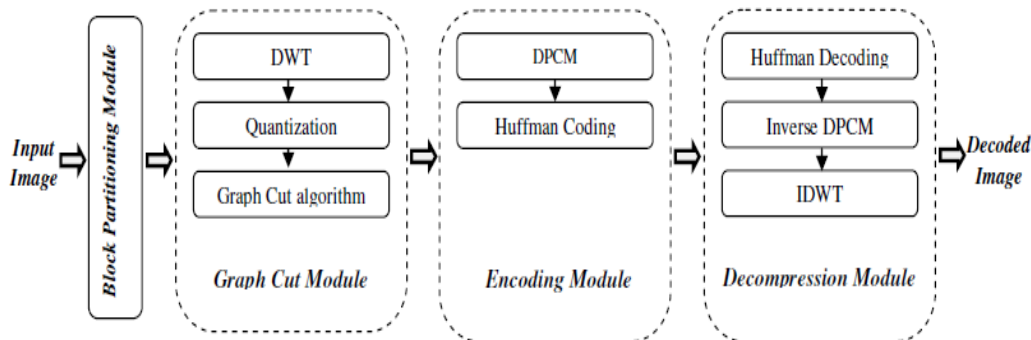 Input
Image
Block Partitioning Module
DWT
Quantization
Graph Cut algorithm
Graph Cut Module
DPCM
Huffman Coding
Encoding Module
Huffman Decoding
Inverse DPCM
IDWT
Decompression Module
Decoded
Image